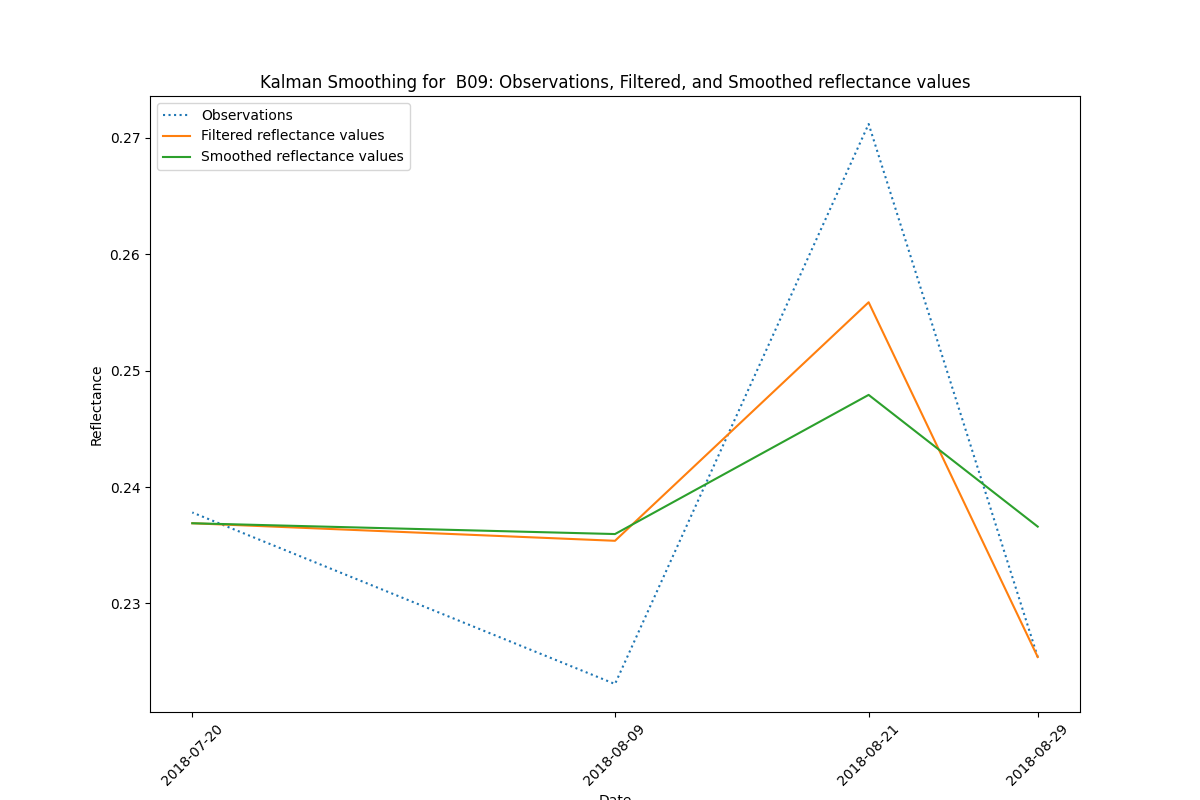 Kalman Smoothing for  B09: Observations, Filtered, and Smoothed reflectance values
Observations
Filtered reflectance values
Smoothed reflectance values
0.27
0.26
0.25
0.24
0.23
Reflectance
2018-07-20
2018-08-09
2018-08-21
2018-08-29
Date